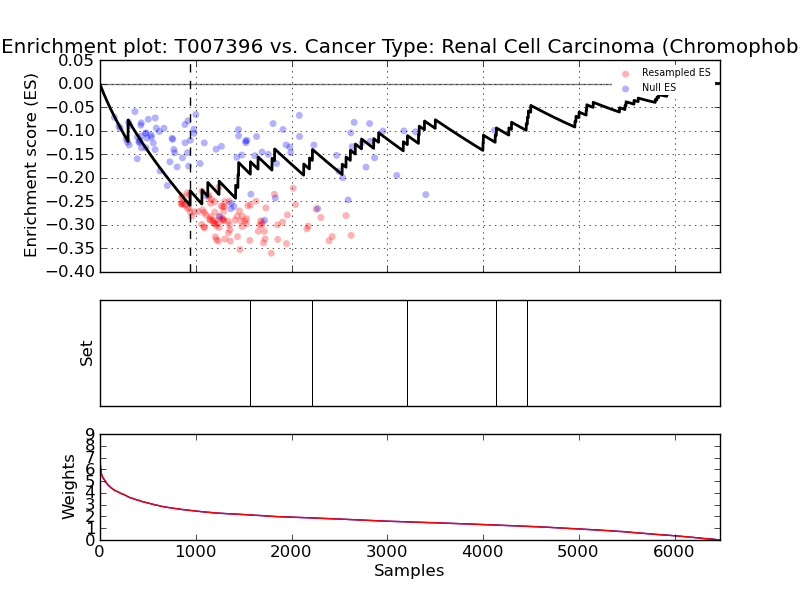 Enrichment plot: T007396 vs. Cancer Type: Renal Cell Carcinoma (Chromophob
Resampled ES
Null ES
0.05
0.00
−0.05
−0.10
−0.15
−0.20
−0.25
−0.30
−0.35
−0.40
Enrichment score (ES)
Set
9
8
7
6
5
4
3
2
1
0
Weights
0 1000 2000 3000 4000 5000 6000
Samples